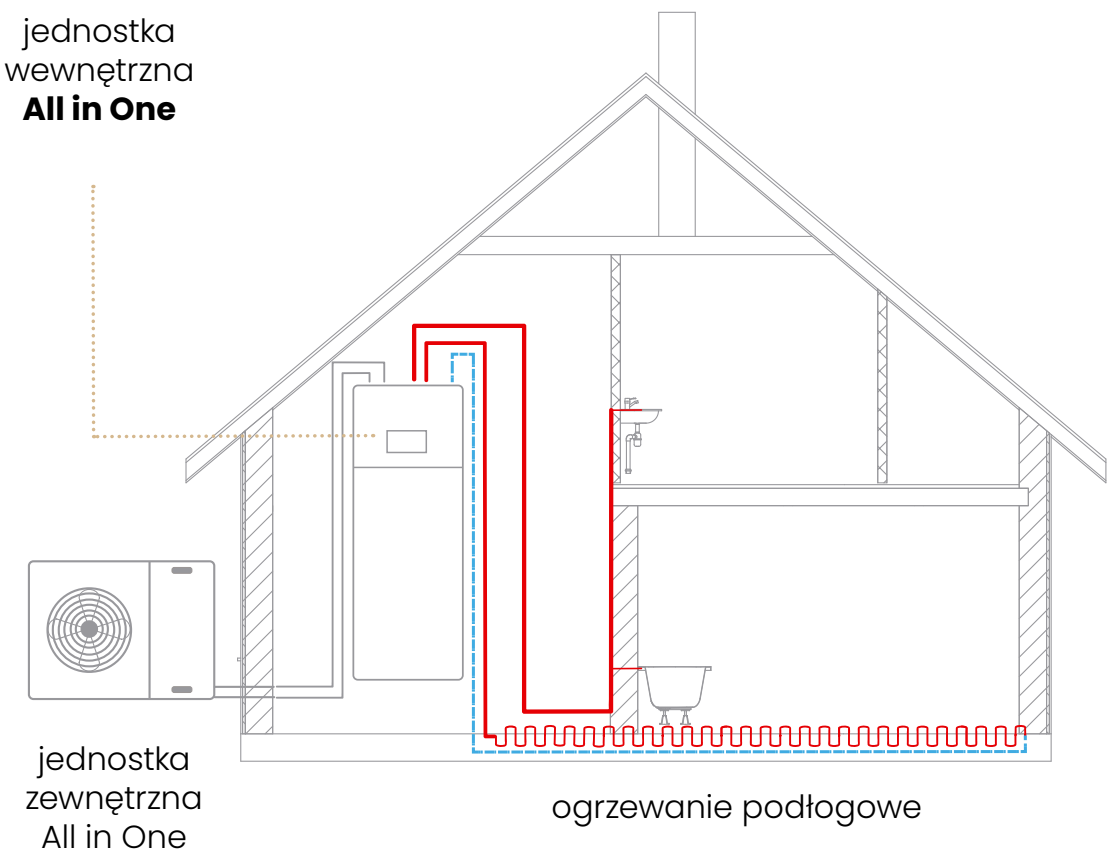 jednostka
wewnętrzna
All in One
jednostka
zewnętrzna
All in One
ogrzewanie podłogowe